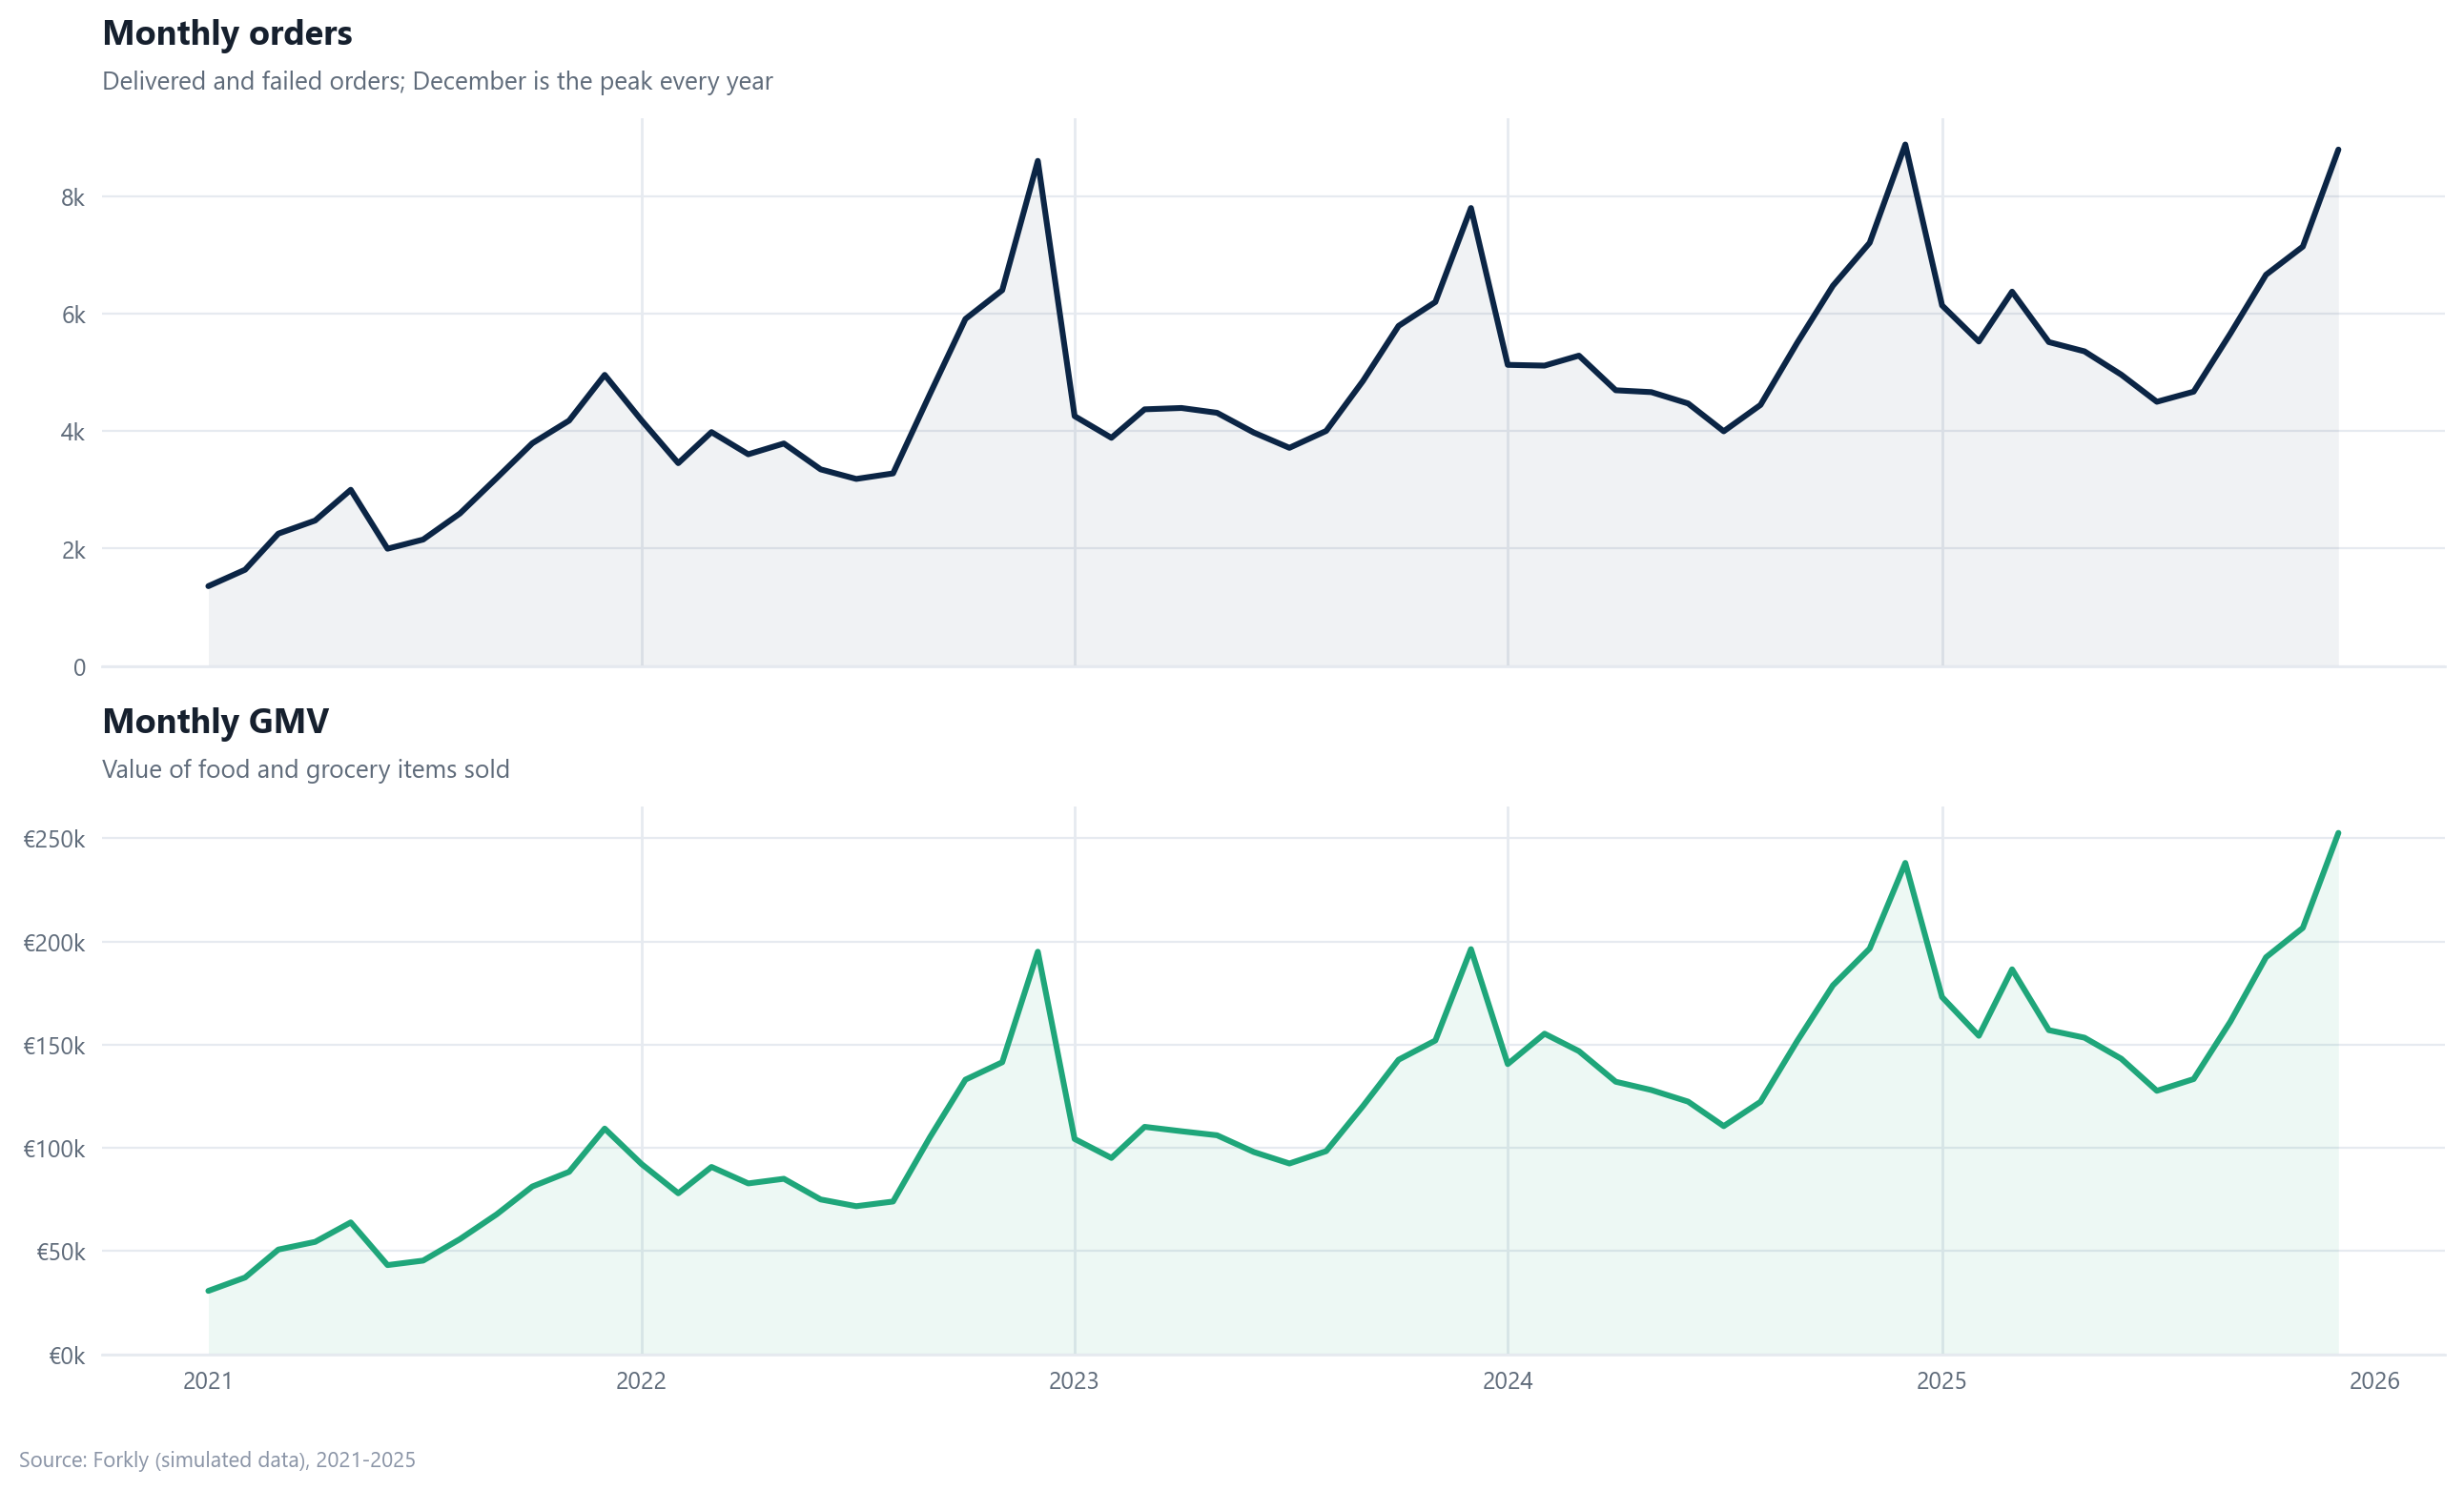 Monthly orders
Delivered and failed orders; December is the peak every year
8k
6k
4k
2k
0
Monthly GMV
Value of food and grocery items sold
€250k
€200k
€150k
€100k
€50k
€0k
2021 2022 2023 2024 2025 2026
Source: Forkly (simulated data), 2021-2025